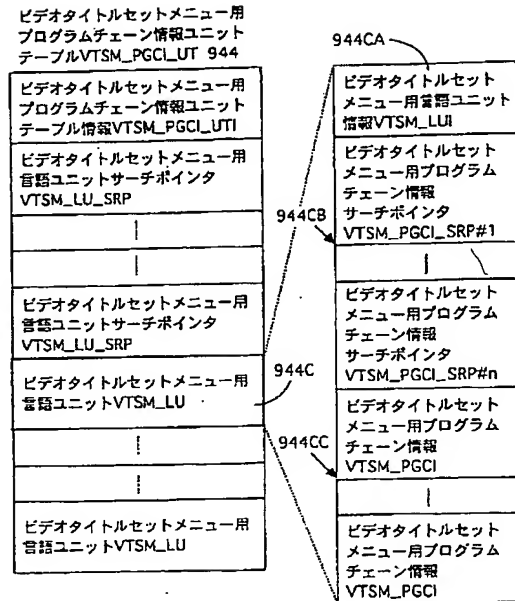 ビデオタイトルセットメニュー用
プログラムチェーン情報ユニット
テーブルVTSM_PGCI_UT 944
ビデオタイトルセットメニュー用
プログラムチェーン情報ユニット
テーブル情報VTSM_PGCI_UTI
ビデオタイトルセットメニュー用
言語ユニットサーチポインタ
VTSM_LU_SRP
ビデオタイトルセットメニュー用
言語ユニットサーチポインタ
VTSM_LU_SRP
ビデオタイトルセットメニュー用
言語ユニットVTSM_LU
ビデオタイトルセットメニュー用
言語ユニットVTSM_LU
944C
944CA
ビデオタイトルセット
メニュー用言語ユニット
情報VTSM_LUI
ビデオタイトルセット
メニュー用プログラム
チェーン情報
サーチポインタ
VTSM_PGCI_SRP#1
944CB
ビデオタイトルセット
メニュー用プログラム
チェーン情報
サーチポインタ
VTSM_PGCI_SRP#n
ビデオタイトルセット
メニュー用プログラム
チェーン情報
VTSM_PGCI
944CC
ビデオタイトルセット
メニュー用プログラム
チェーン情報
VTSM_PGCI